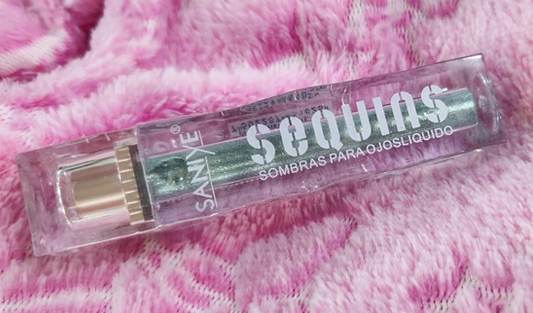 SANYE®
sequins
SOMBRAS PARA OJOSLIQUIDO